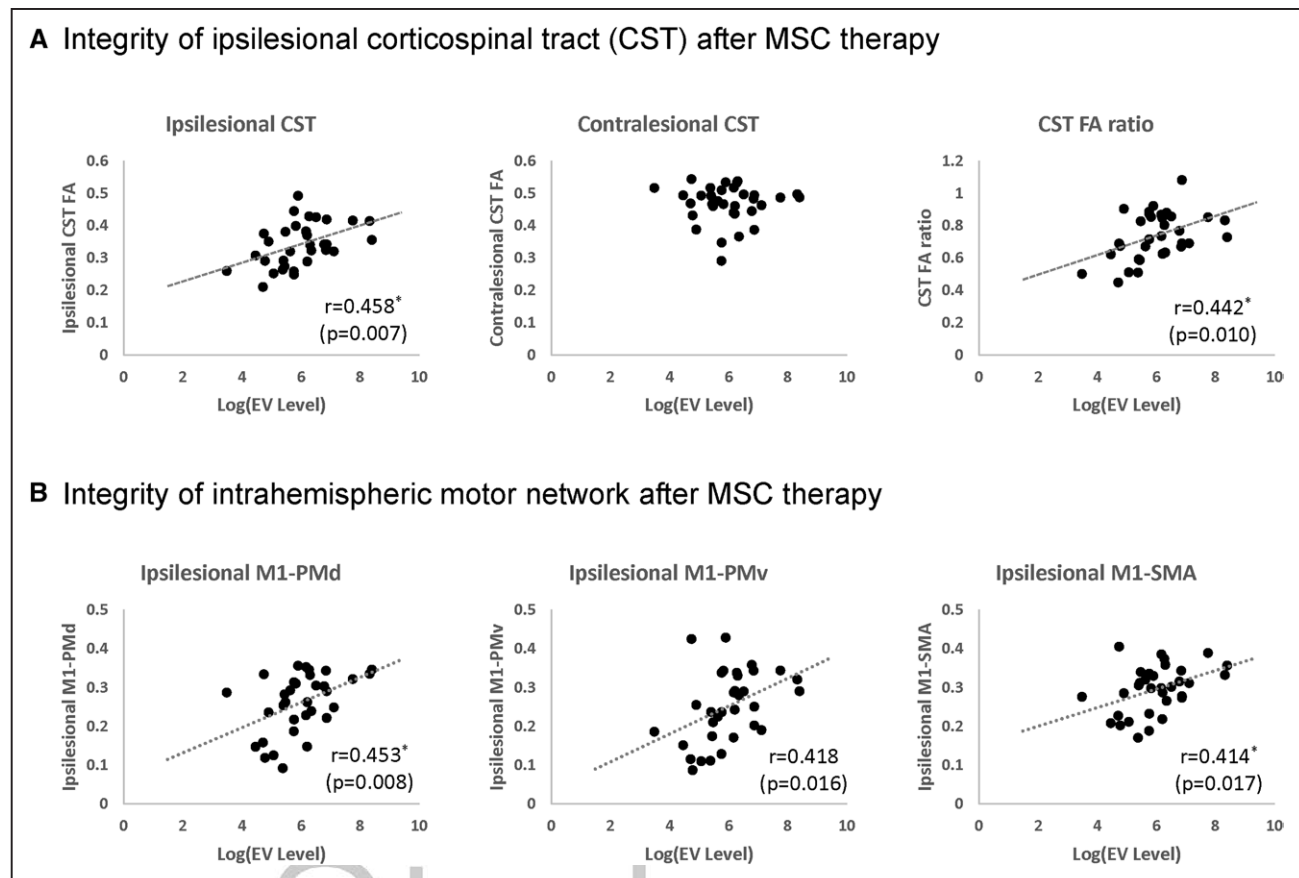 A Integrity of ipsilesional corticospinal tract (CST) after MSC therapy
Ipsilesional CST
Ipsilesional CST FA
0.6
0.5
0.4
0.3
0.2
0.1
0
r=0.458*
(p=0.007)
0 2 4 6 8 10
Log(EV Level)
Contralesional CST
Contralesional CST FA
0.6
0.5
0.4
0.3
0.2
0.1
0
0 2 4 6 8 10
Log(EV Level)
CST FA ratio
CST FA ratio
1.2
1
0.8
0.6
0.4
0.2
0
r=0.442*
(p=0.010)
0 2 4 6 8 10
Log(EV Level)
B Integrity of intrahemispheric motor network after MSC therapy
Ipsilesional M1-PMd
Ipsilesional M1-PMd
0.5
0.4
0.3
0.2
0.1
0
r=0.453*
(p=0.008)
0 2 4 6 8 10
Log(EV Level)
Ipsilesional M1-PMv
Ipsilesional M1-PMv
0.5
0.4
0.3
0.2
0.1
0
r=0.418
(p=0.016)
0 2 4 6 8 10
Log(EV Level)
Ipsilesional M1-SMA
Ipsilesional M1-SMA
0.5
0.4
0.3
0.2
0.1
0
r=0.414*
(p=0.017)
0 2 4 6 8 10
Log(EV Level)